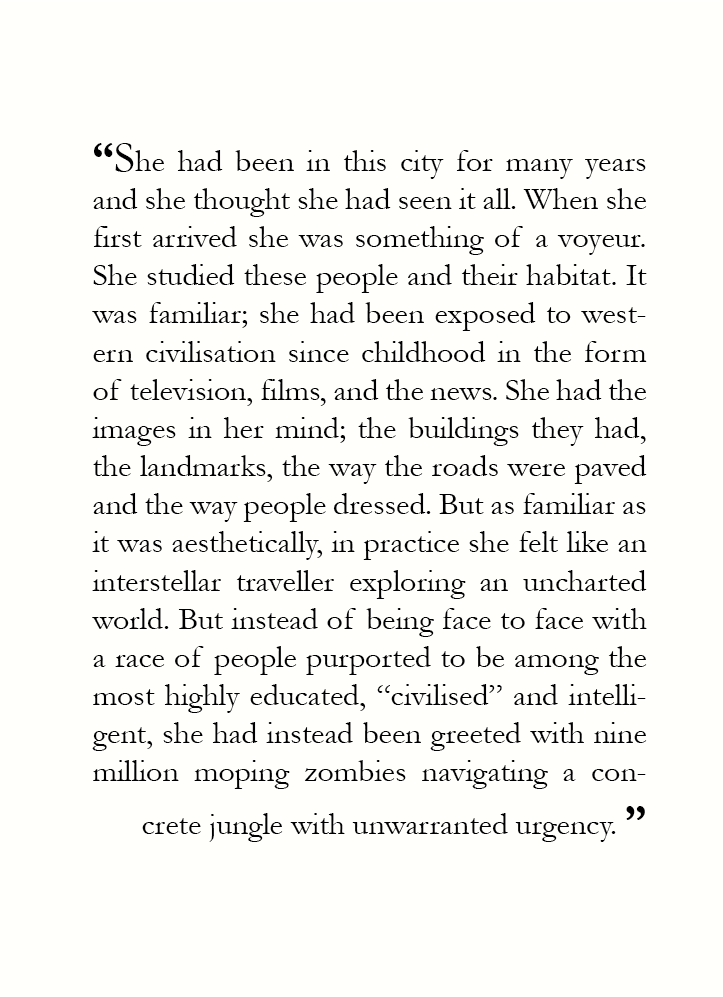 “She had been in this city for many years
and she thought she had seen it all. When she
first arrived she was something of a voyeur.
She studied these people and their habitat. It
was familiar; she had been exposed to west-
ern civilisation since childhood in the form
of television, films, and the news. She had the
images in her mind; the buildings they had,
the landmarks, the way the roads were paved
and the way people dressed. But as familiar as
it was aesthetically, in practice she felt like an
interstellar traveller exploring an uncharted
world. But instead of being face to face with
a race of people purported to be among the
most highly educated, “civilised” and intelli-
gent, she had instead been greeted with nine
million moping zombies navigating a con-
crete jungle with unwarranted urgency. ”